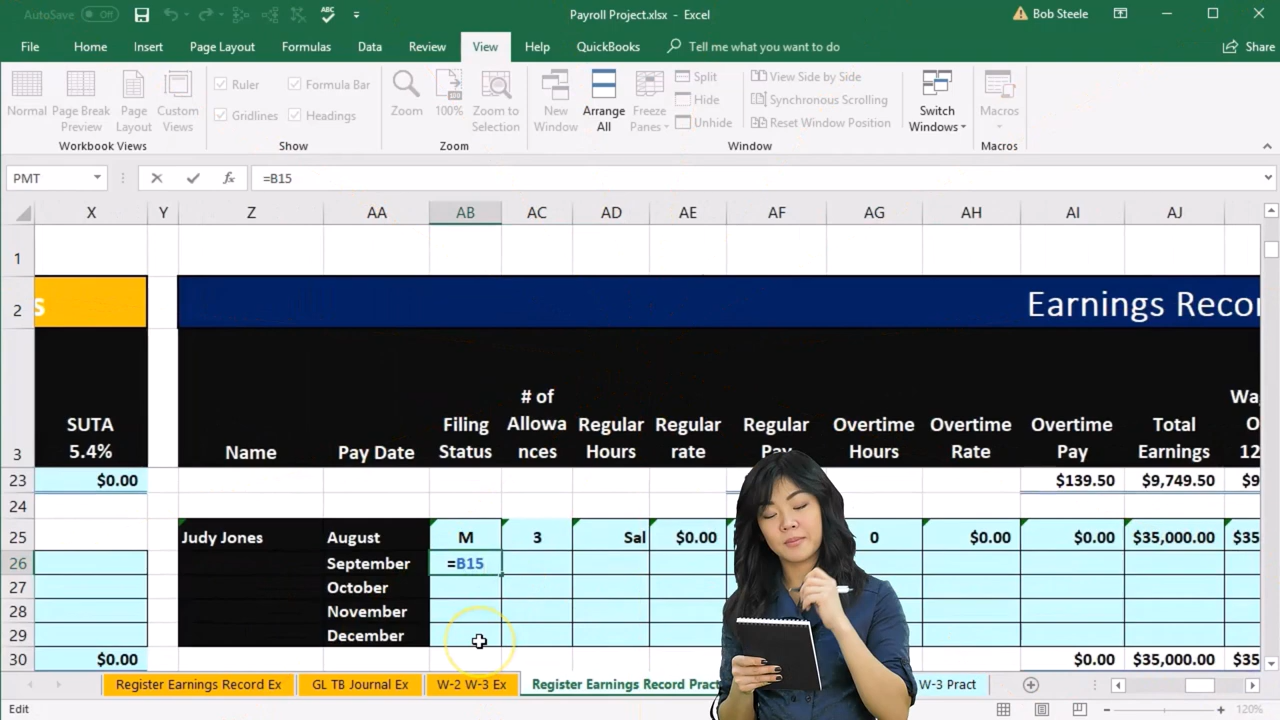 AutoSave Off ABC Payroll Project.xlsx - Excel Bob Steele
File Home Insert Page Layout Formulas Data Review View Help QuickBooks Tell me what you want to do Share
Normal Page Break Preview Page Layout Custom Views
Workbook Views
Ruler Formula Bar
Gridlines Headings
Show
Zoom 100% Zoom to Selection
Zoom
New Window Arrange All Freeze Panes
Split
Hide
Unhide
View Side by Side
Synchronous Scrolling
Reset Window Position
Switch Windows
Window
Macros
Macros
PMT fx =B15
X Y Z AA AB AC AD AE AF AG AH AI AJ
1
2 S Earnings Recor
3 SUTA 5.4% Name Pay Date Filing Status # of Allowa nces Regular Hours Regular rate Regular Pay Overtime Hours Overtime Rate Overtime Pay Total Earnings Wa O 12
23 $0.00 $139.50 $9,749.50 $9
24
25 Judy Jones August M 3 Sal $0.00 0 $0.00 $0.00 $35,000.00 $35
26 September =B15
27 October
28 November
29 December
30 $0.00 $0.00 $35,000.00 $35
Register Earnings Record Ex GL TB Journal Ex W-2 W-3 Ex Register Earnings Record Pract W-3 Pract
Edit 120%